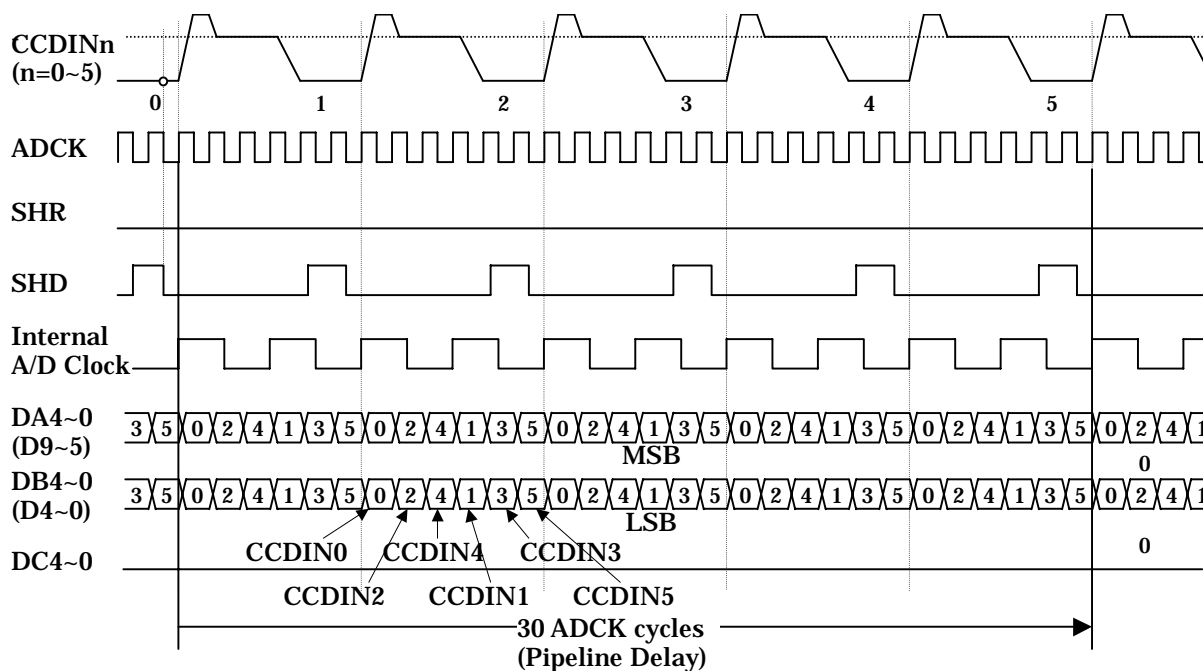 CCDINn
(n=0~5)
0 1 2 3 4 5
ADCK
SHR
SHD
Internal
A/D Clock
DA4~0
(D9~5)
3 5 0 2 4 1 3 5 0 2 4 1 3 5 0 2 4 1 3 5 0 2 4 1 3 5 0 2 4 1 3 5 0 2 4 1
MSB
0
DB4~0
(D4~0)
3 5 0 2 4 1 3 5 0 2 4 1 3 5 0 2 4 1 3 5 0 2 4 1 3 5 0 2 4 1 3 5 0 2 4 1
LSB
CCDIN0 CCDIN4 CCDIN3
0
DC4~0
CCDIN2 CCDIN1 CCDIN5
30 ADCK cycles
(Pipeline Delay)